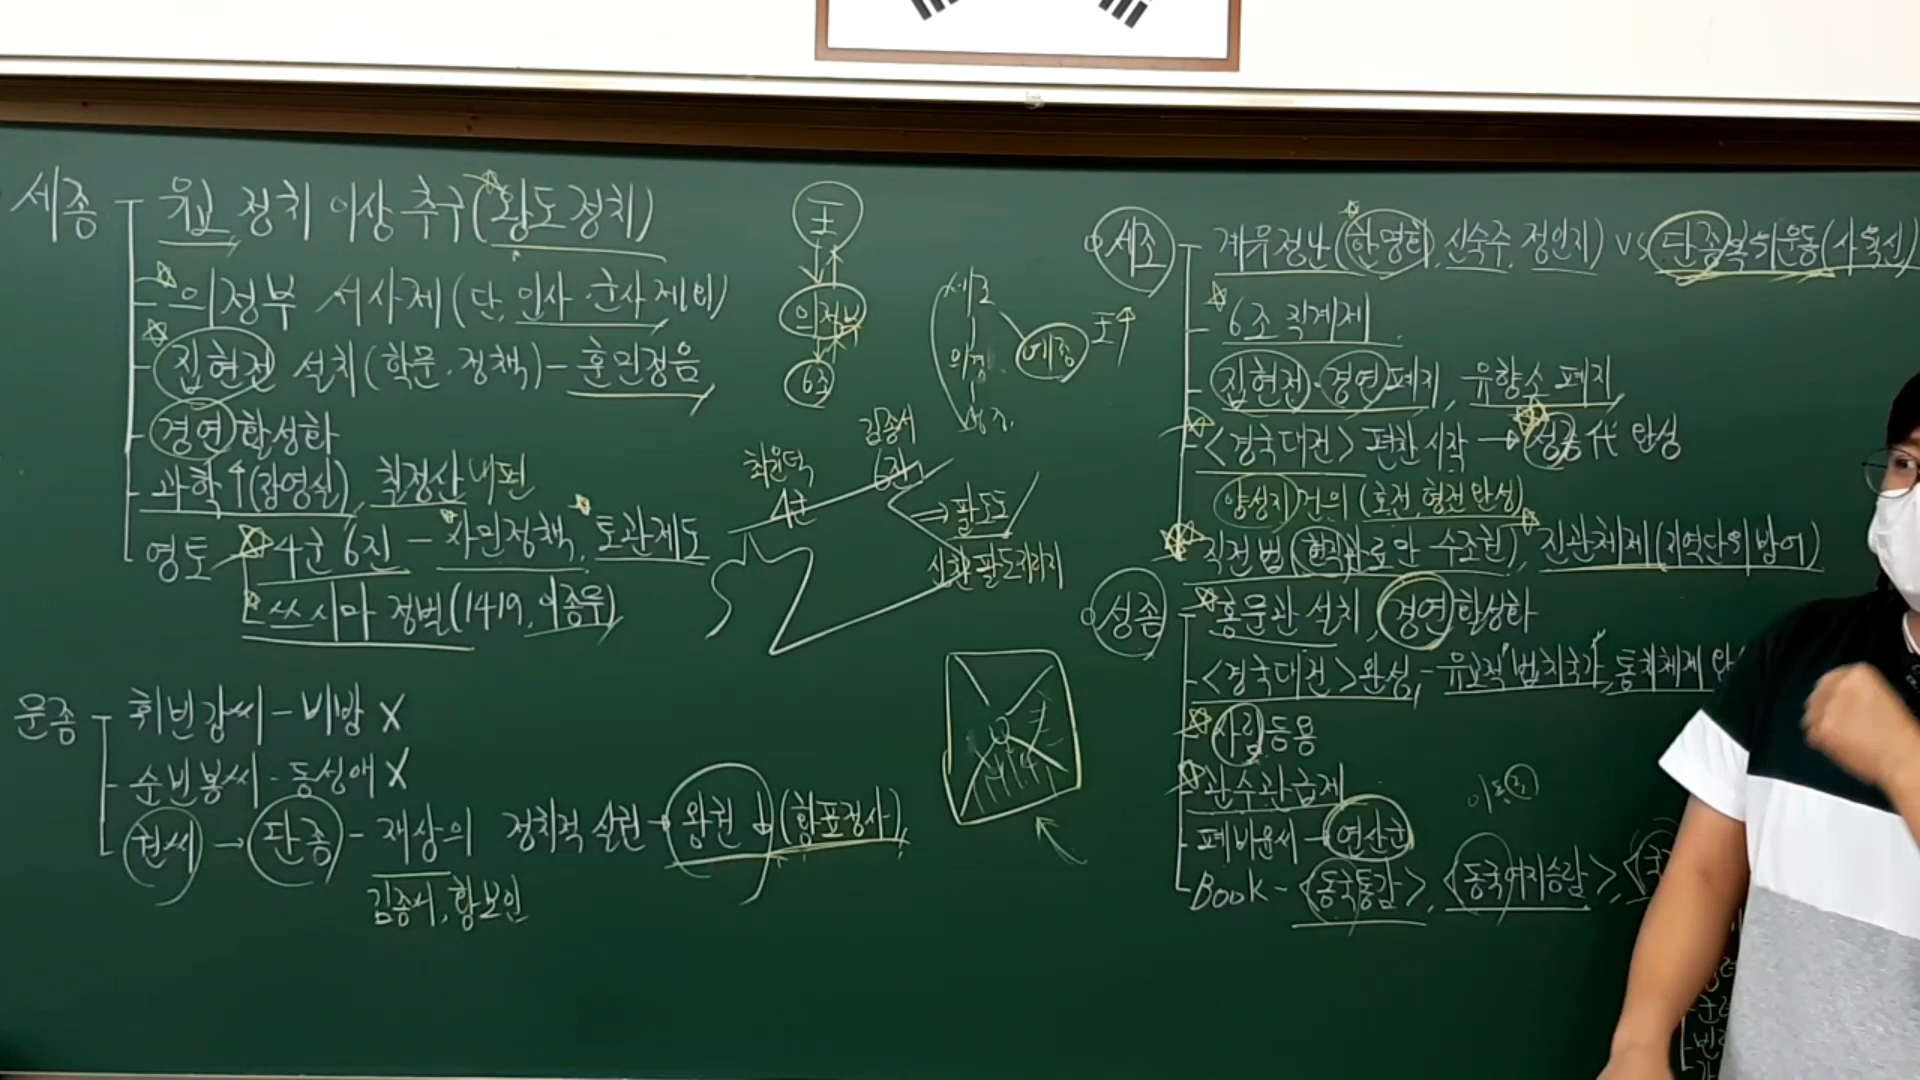 세종 유교 정치 이상 추구(왕도정치)
의정부 서사제(단, 인사·군사 제외)
집현전 설치(학문·정책)-훈민정음
경연 활성화
과학↑(장영실), 칠정산 내편
영토 4군 6진 - 사민정책, 토관제도
쓰시마 정벌(1419, 이종무)
문종 휘빈김씨-비방 X
순빈봉씨-동성애 X
권씨→단종-재상의 정치적 실권→왕권↓(황표정사)
김종서, 황보인
王
의정부
6조
세조
의경
예종
王↑
최윤덕
4군
김종서
6진
⇒팔도도
신찬팔도지리지
세조 계유정난(한명회, 신숙주, 정인지) VS 단종복위운동(사육신)
6조 직계제
집현전·경연폐지, 유향소 폐지
<경국대전> 편찬 시작→성종代 완성
양성지 건의 (호전, 형전 완성)
직전법(현직관료만 수조권), 진관체제(지역단위 방어)
성종 홍문관 설치, 경연 활성화
<경국대전>완성,-유교적 법치국가, 통치체제
사림등용
관수관급제
폐비윤씨→연산군
Book-<동국통감>, <동국여지승람>,